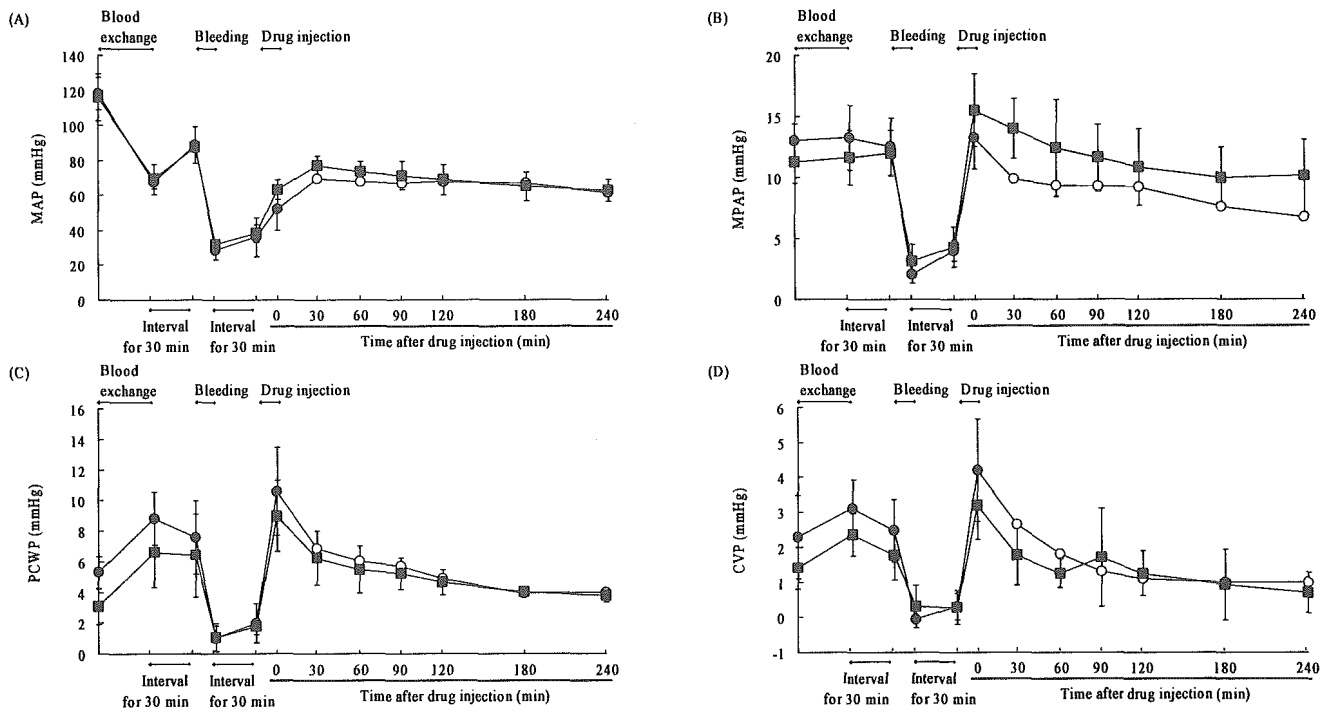 (A)
Blood
exchange
Bleeding
Drug injection
MAP (mmHg)
140
120
100
80
60
40
20
0
0 30 60 90 120 180 240
Interval
for 30 min
Interval
for 30 min
Time after drug injection (min)
(B)
Blood
exchange
Bleeding
Drug injection
MPAP (mmHg)
20
15
10
5
0
0 30 60 90 120 180 240
Interval
for 30 min
Interval
for 30 min
Time after drug injection (min)
(C)
Blood
exchange
Bleeding
Drug injection
PCWP (mmHg)
16
14
12
10
8
6
4
2
0
0 30 60 90 120 180 240
Interval
for 30 min
Interval
for 30 min
Time after drug injection (min)
(D)
Blood
exchange
Bleeding
Drug injection
CVP (mmHg)
6
5
4
3
2
1
0
-1
0 30 60 90 120 180 240
Interval
for 30 min
Interval
for 30 min
Time after drug injection (min)